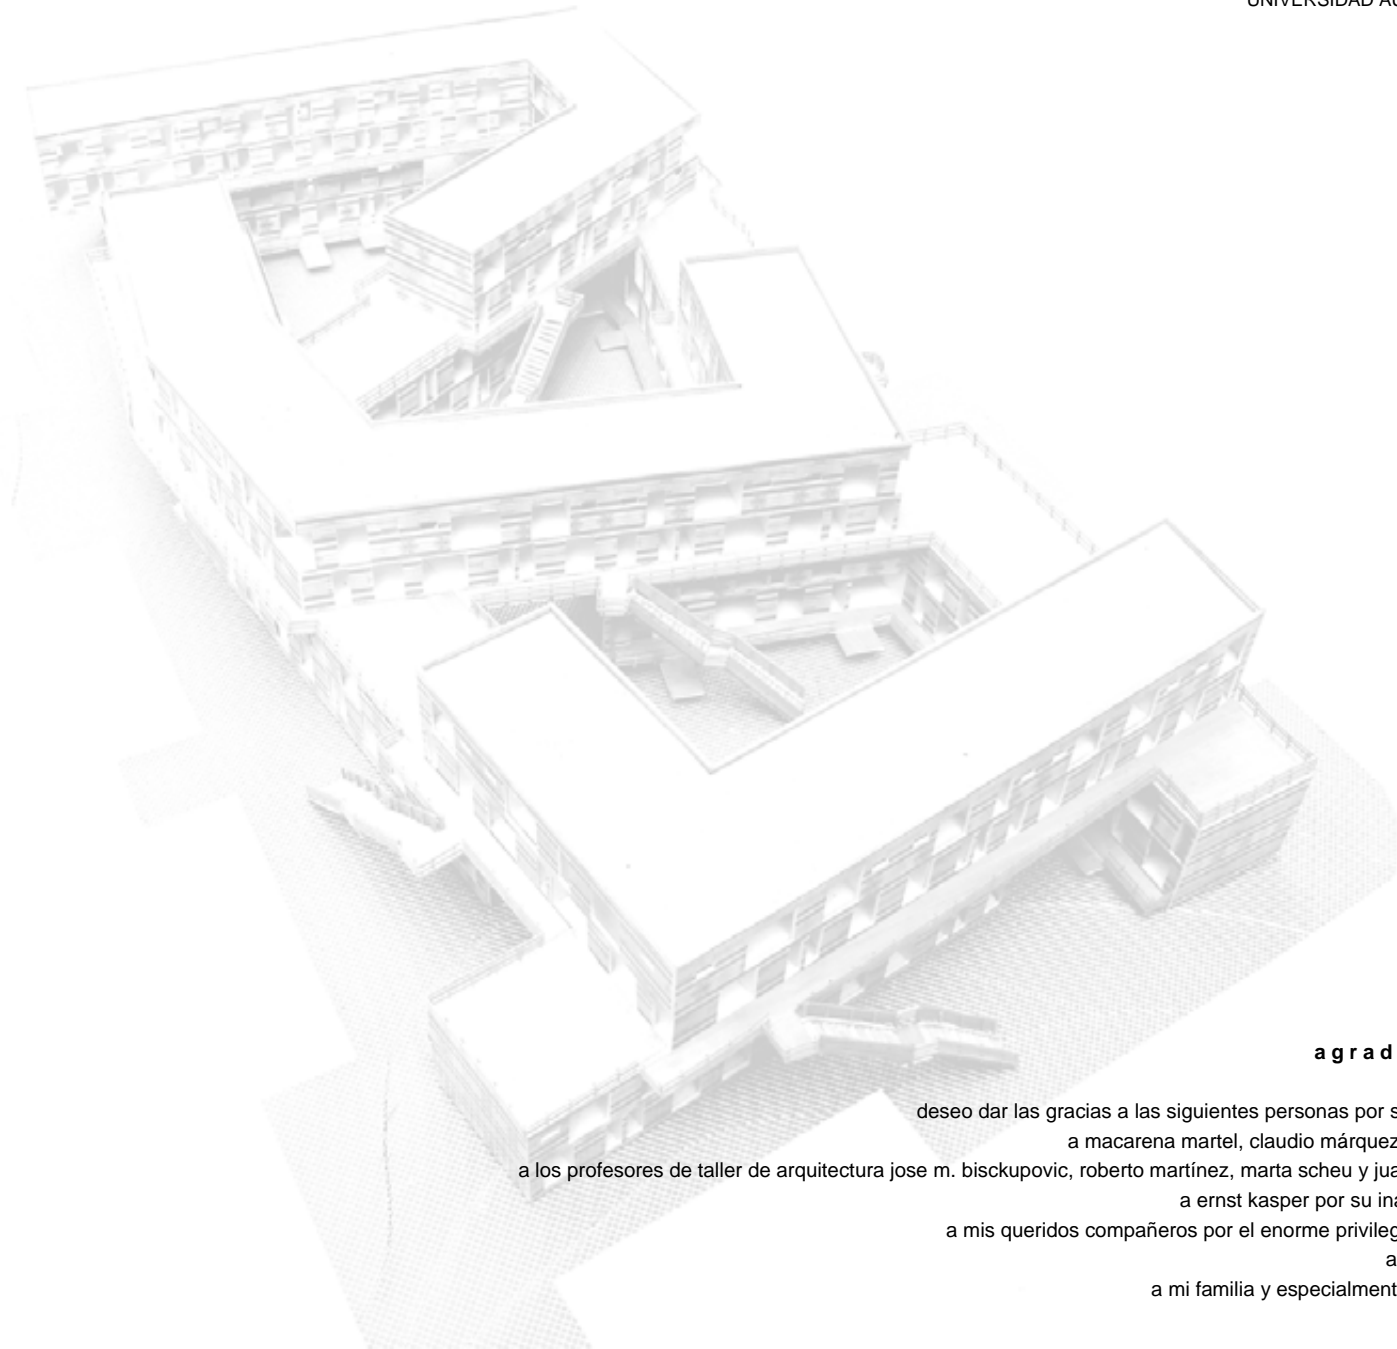 UNIVERSIDAD
a g r a d
deseo dar las gracias a las siguientes personas por s
a macarena martel, claudio márquez
a los profesores de taller de arquitectura jose m. bisckupovic, roberto martínez, marta scheu y jua
a ernst kasper por su ina
a mis queridos compañeros por el enorme privileg
a
a mi familia y especialment